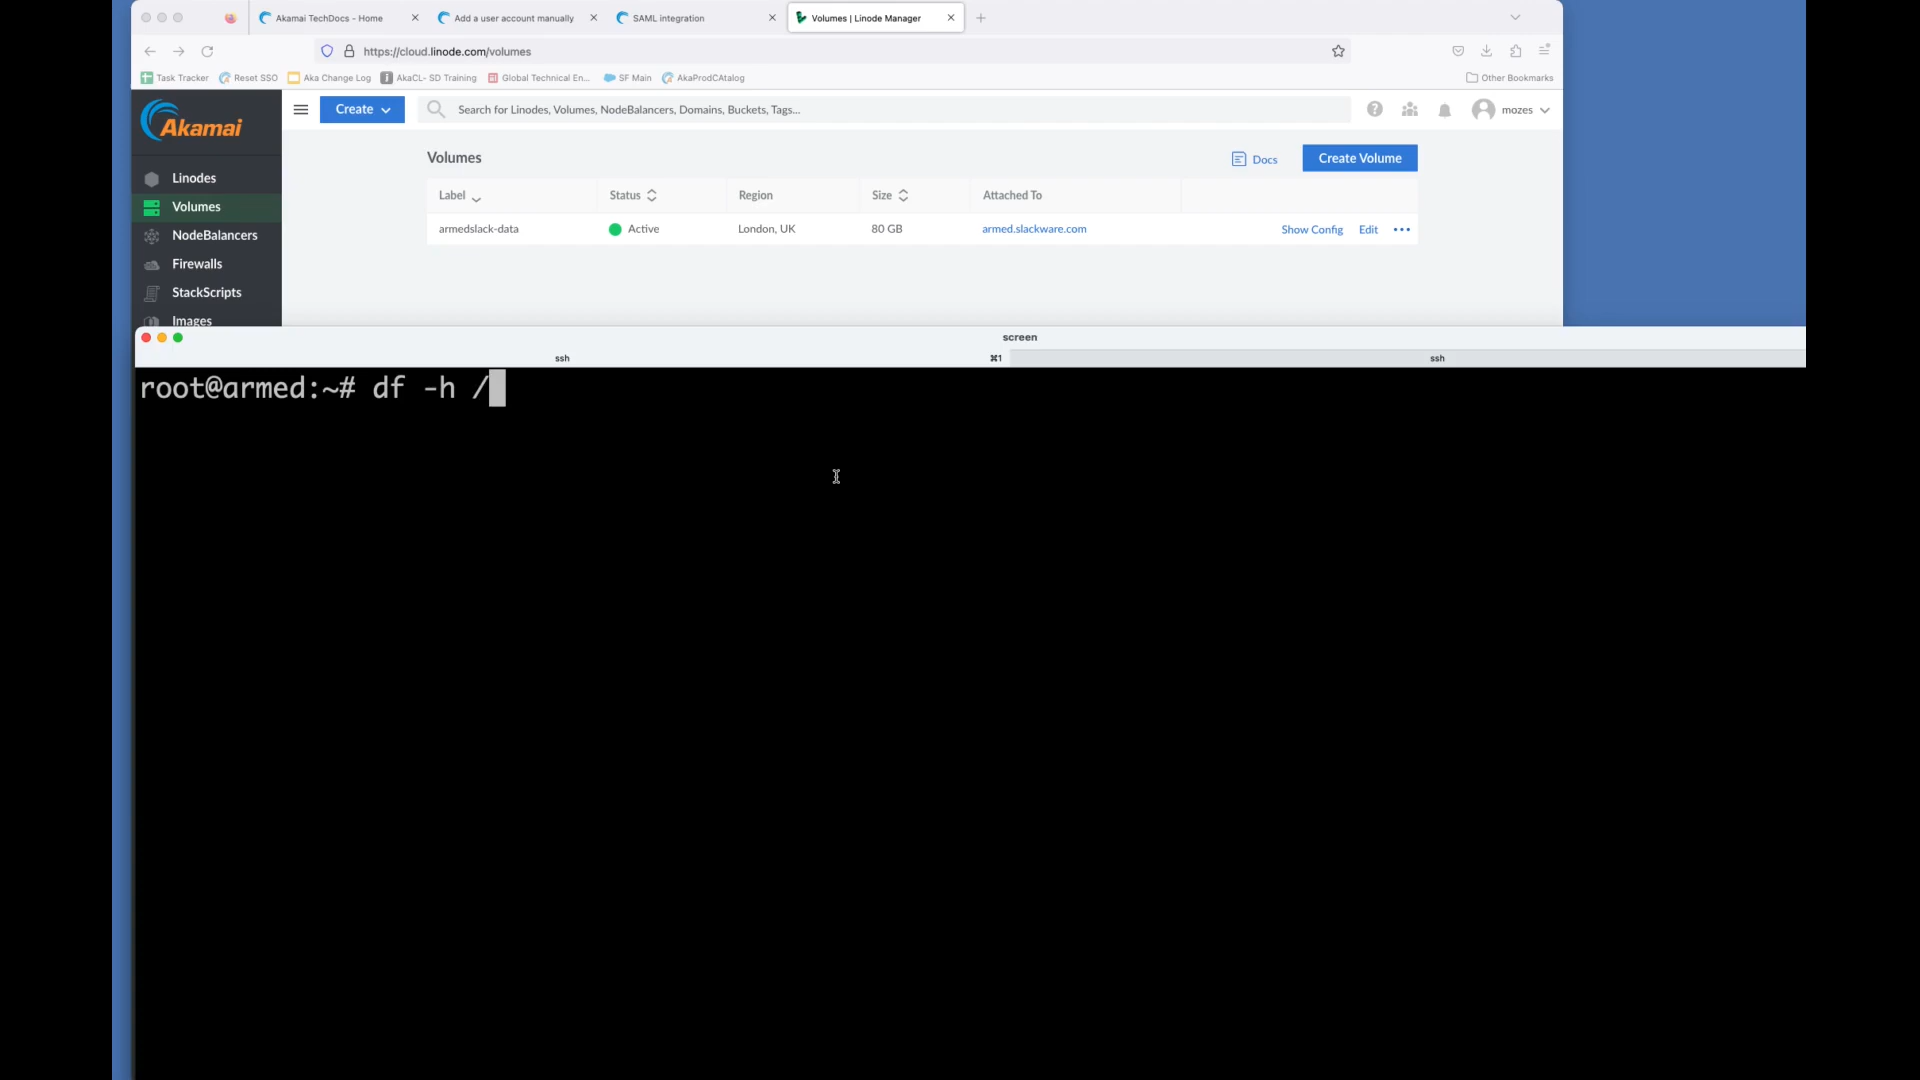 Akamai TechDocs - Home
Add a user account manually
SAML integration
Volumes | Linode Manager
https://cloud.linode.com/volumes
Task Tracker
Reset SSO
Aka Change Log
AkaCL- SD Training
Global Technical En...
SF Main
AkaProdCAtalog
Other Bookmarks
Akamai
Create
Search for Linodes, Volumes, NodeBalancers, Domains, Buckets, Tags...
mozes
Linodes
Volumes
NodeBalancers
Firewalls
StackScripts
Images
Volumes
Docs
Create Volume
Label Status Region Size Attached To
armedslack-data Active London, UK 80 GB armed.slackware.com Show Config Edit
screen
ssh ⌘1 ssh
root@armed:~# df -h /